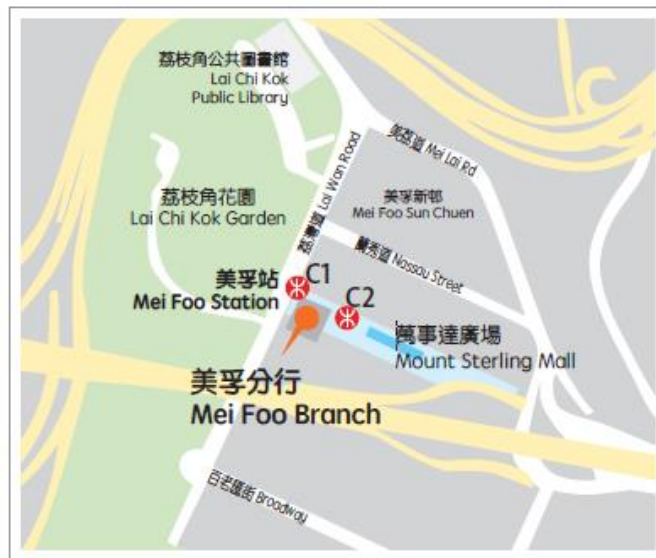 荔枝角公共圖書館
Lai Chi Kok
Public Library
美荔道 Mei Lai Rd
荔灣道 Lai Wan Road
荔枝角花園
Lai Chi Kok Garden
美孚新邨
Mei Foo Sun Chuen
蘭秀道 Nassau Street
美孚站
Mei Foo Station
C1
C2
萬事達廣場
Mount Sterling Mall
美孚分行
Mei Foo Branch
百老匯街 Broadway